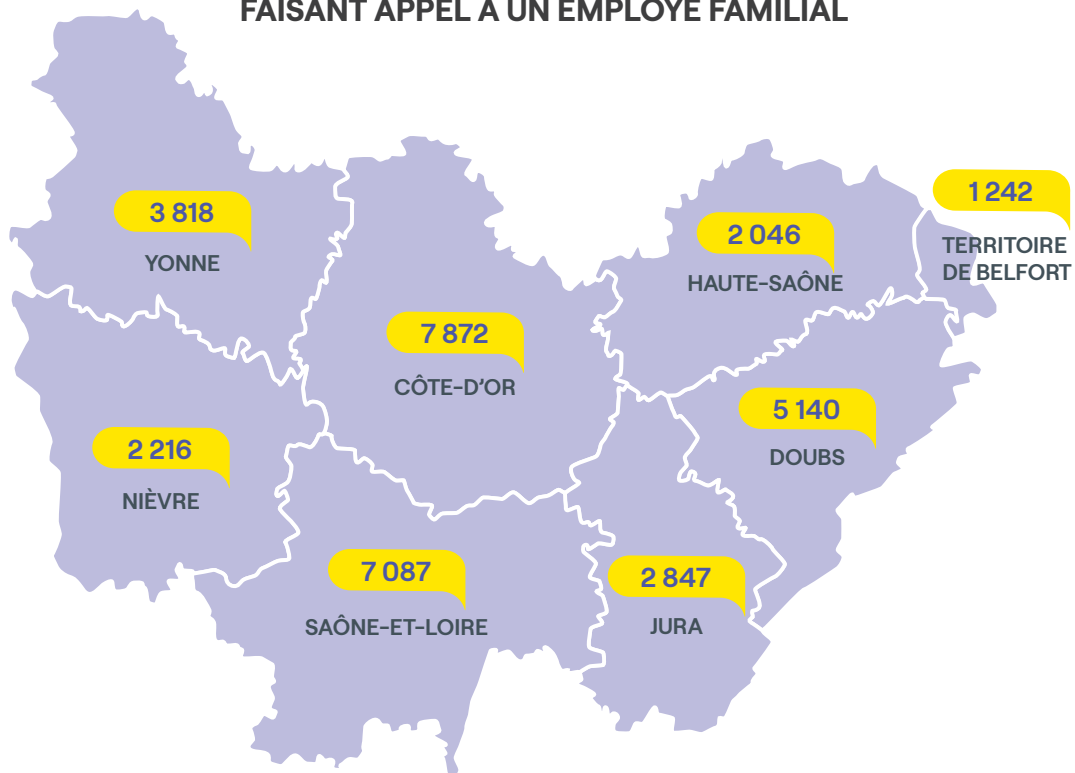 FAISANT APPEL À UN EMPLOYÉ FAMILIAL
3 818
YONNE
2 046
HAUTE-SAÔNE
1 242
TERRITOIRE
DE BELFORT
7 872
CÔTE-D'OR
5 140
DOUBS
2 216
NIÈVRE
7 087
SAÔNE-ET-LOIRE
2 847
JURA